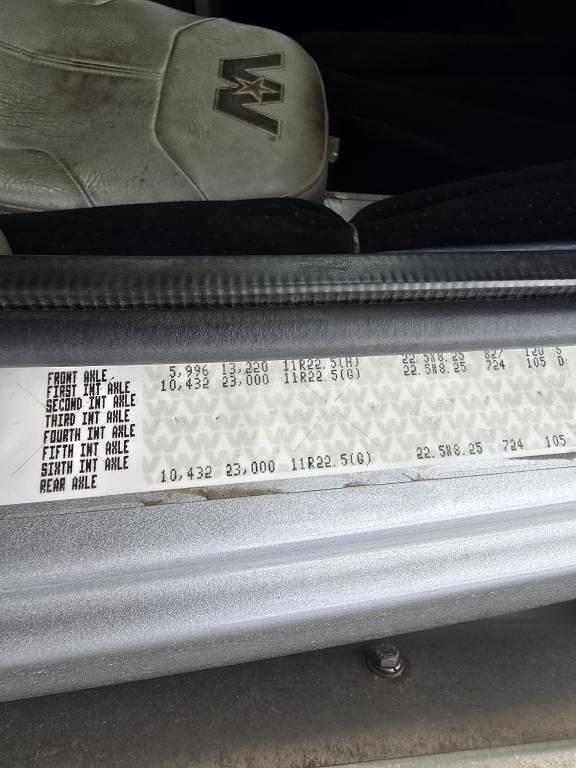 W
FRONT AXLE 5,996 13,220 11R22.5(H) 22.5X8.25 827 120 S
FIRST INT AXLE 10,432 23,000 11R22.5(G) 22.5X8.25 724 105 D
SECOND INT AXLE
THIRD INT AXLE
FOURTH INT AXLE
FIFTH INT AXLE
SIXTH INT AXLE
REAR AXLE 10,432 23,000 11R22.5(G) 22.5X8.25 724 105